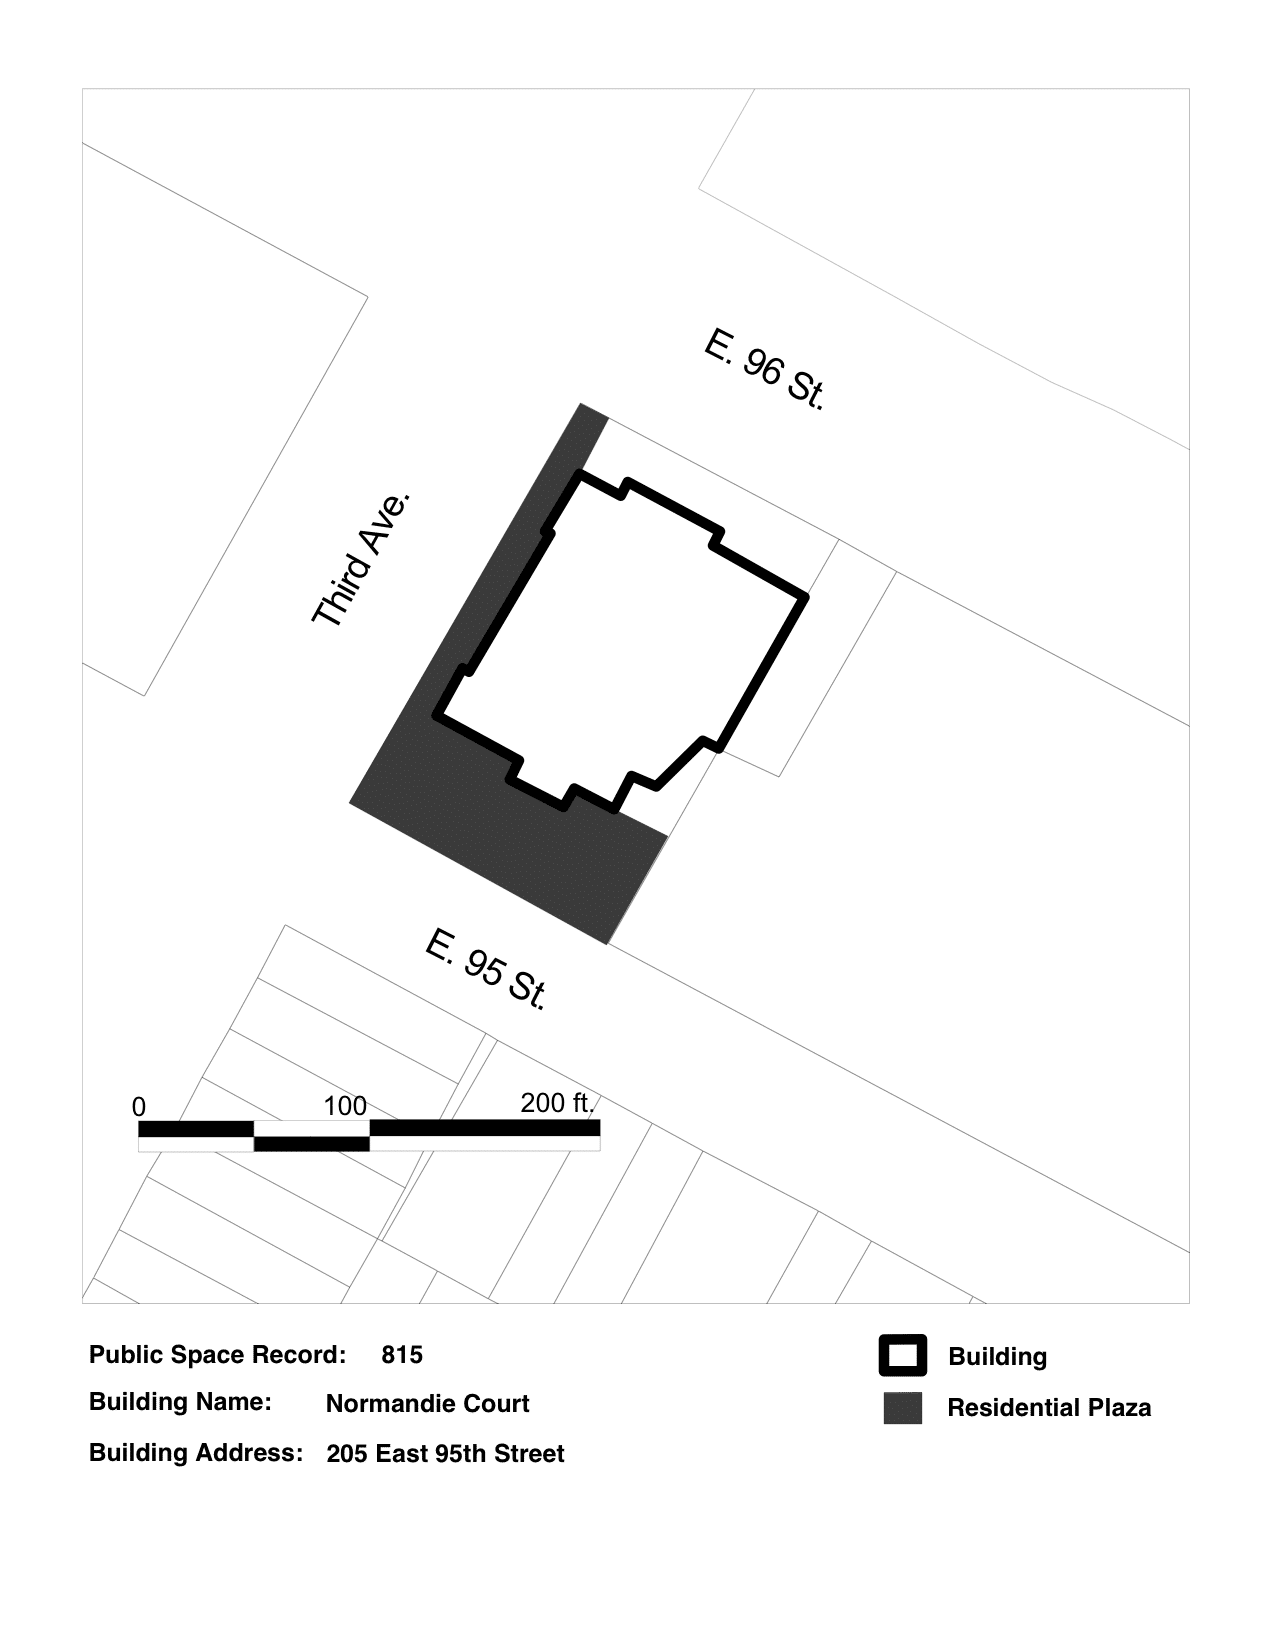 E. 96 St.
Third Ave.
E. 95 St.
0 100 200 ft.
Public Space Record: 815
Building Name: Normandie Court
Building Address: 205 East 95th Street
Building
Residential Plaza